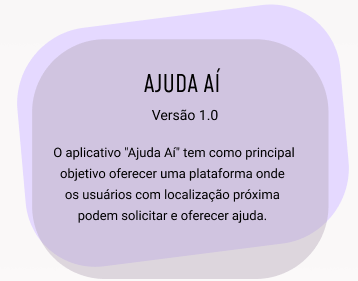 AJUDA AÍ
Versão 1.0
O aplicativo "Ajuda Aí" tem como principal
objetivo oferecer uma plataforma onde
os usuários com localização próxima
podem solicitar e oferecer ajuda.